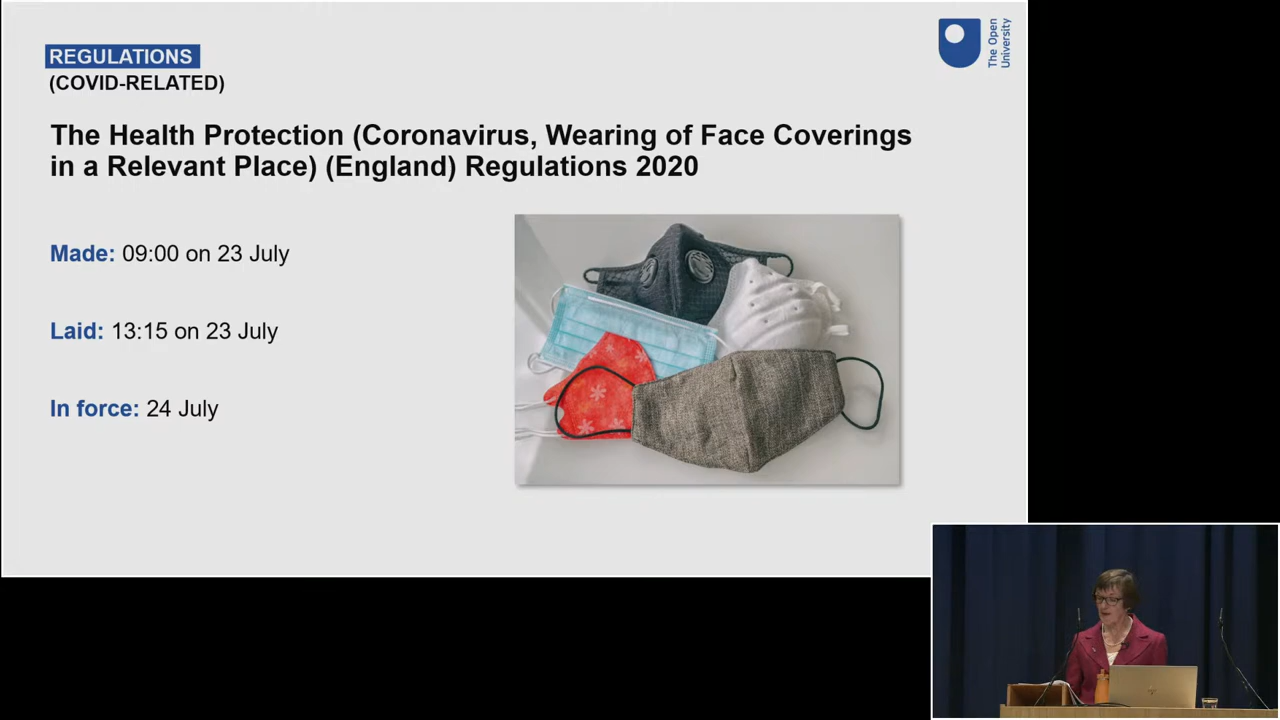 REGULATIONS
(COVID-RELATED)
The Open
University
The Health Protection (Coronavirus, Wearing of Face Coverings
in a Relevant Place) (England) Regulations 2020
Made: 09:00 on 23 July
Laid: 13:15 on 23 July
In force: 24 July